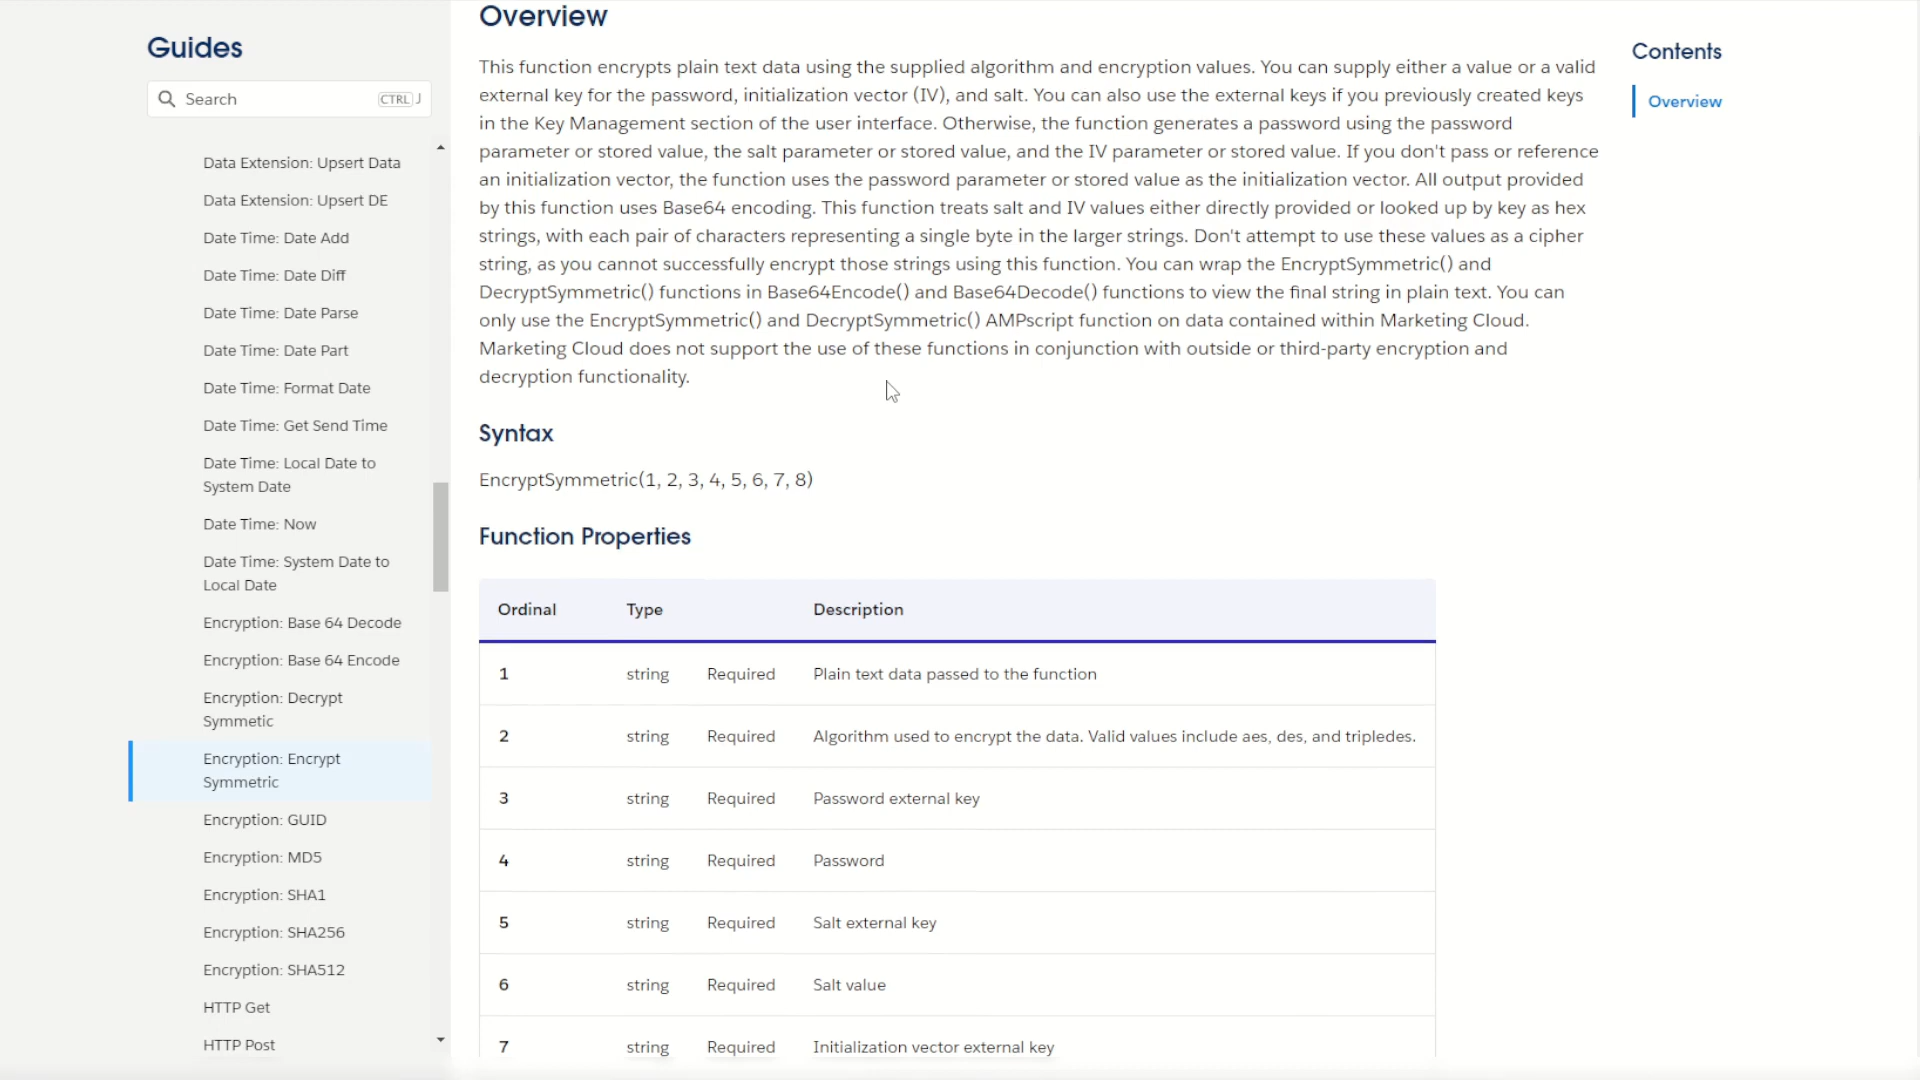 Guides
Search CTRL J
Data Extension: Upsert Data
Data Extension: Upsert DE
Date Time: Date Add
Date Time: Date Diff
Date Time: Date Parse
Date Time: Date Part
Date Time: Format Date
Date Time: Get Send Time
Date Time: Local Date to
System Date
Date Time: Now
Date Time: System Date to
Local Date
Encryption: Base 64 Decode
Encryption: Base 64 Encode
Encryption: Decrypt
Symmetic
Encryption: Encrypt
Symmetric
Encryption: GUID
Encryption: MD5
Encryption: SHA1
Encryption: SHA256
Encryption: SHA512
HTTP Get
HTTP Post
Overview
This function encrypts plain text data using the supplied algorithm and encryption values. You can supply either a value or a valid
external key for the password, initialization vector (IV), and salt. You can also use the external keys if you previously created keys
in the Key Management section of the user interface. Otherwise, the function generates a password using the password
parameter or stored value, the salt parameter or stored value, and the IV parameter or stored value. If you don't pass or reference
an initialization vector, the function uses the password parameter or stored value as the initialization vector. All output provided
by this function uses Base64 encoding. This function treats salt and IV values either directly provided or looked up by key as hex
strings, with each pair of characters representing a single byte in the larger strings. Don't attempt to use these values as a cipher
string, as you cannot successfully encrypt those strings using this function. You can wrap the EncryptSymmetric() and
DecryptSymmetric() functions in Base64Encode() and Base64Decode() functions to view the final string in plain text. You can
only use the EncryptSymmetric() and DecryptSymmetric() AMPscript function on data contained within Marketing Cloud.
Marketing Cloud does not support the use of these functions in conjunction with outside or third-party encryption and
decryption functionality.
Syntax
EncryptSymmetric(1, 2, 3, 4, 5, 6, 7, 8)
Function Properties
Ordinal Type Description
1 string Required Plain text data passed to the function
2 string Required Algorithm used to encrypt the data. Valid values include aes, des, and tripledes.
3 string Required Password external key
4 string Required Password
5 string Required Salt external key
6 string Required Salt value
7 string Required Initialization vector external key
Contents
Overview